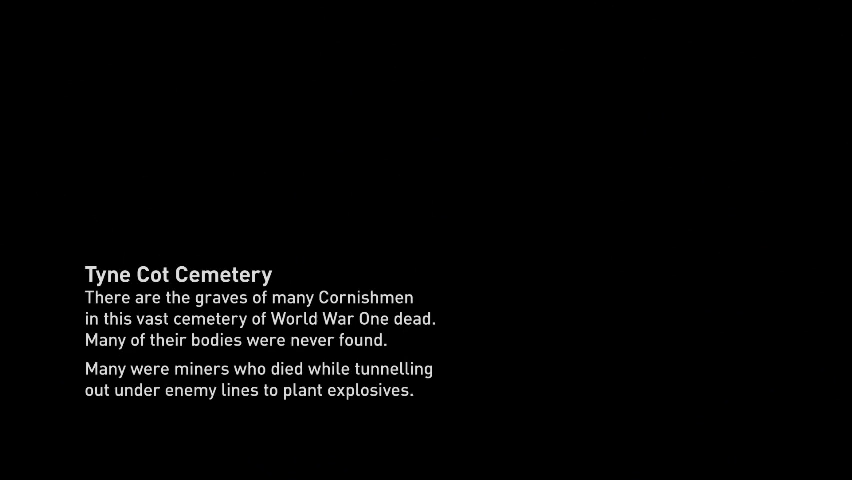 Tyne Cot Cemetery
There are the graves of many Cornishmen
in this vast cemetery of World War One dead.
Many of their bodies were never found.
Many were miners who died while tunnelling
out under enemy lines to plant explosives.